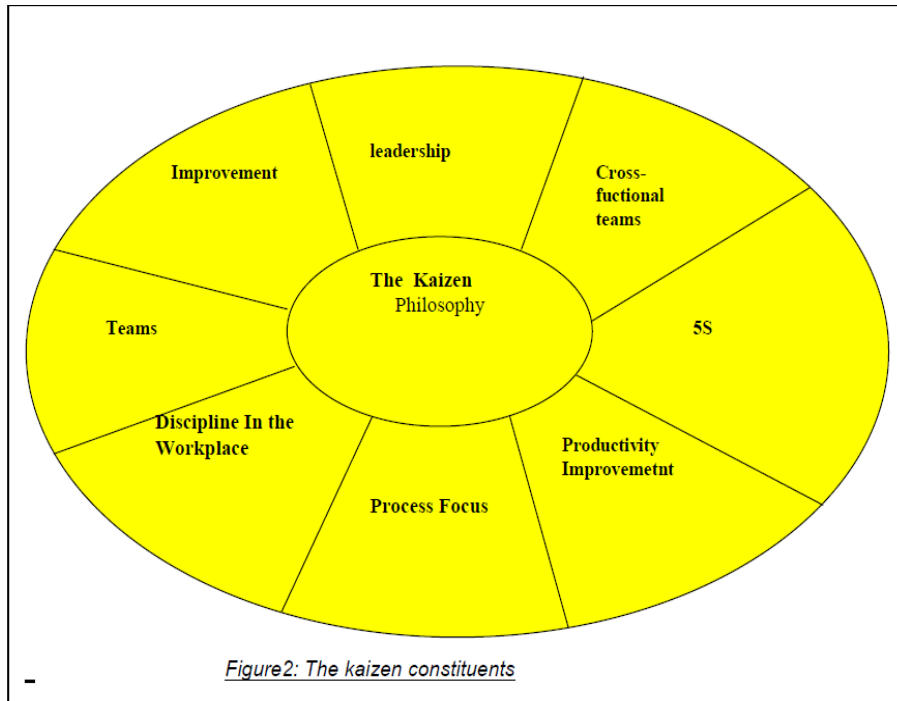 leadership
Improvement
Cross-
fuctional
teams
The Kaizen
Philosophy
Teams
5S
Discipline In the
Workplace
Productivity
Improvemetnt
Process Focus
Figure2: The kaizen constituents
-